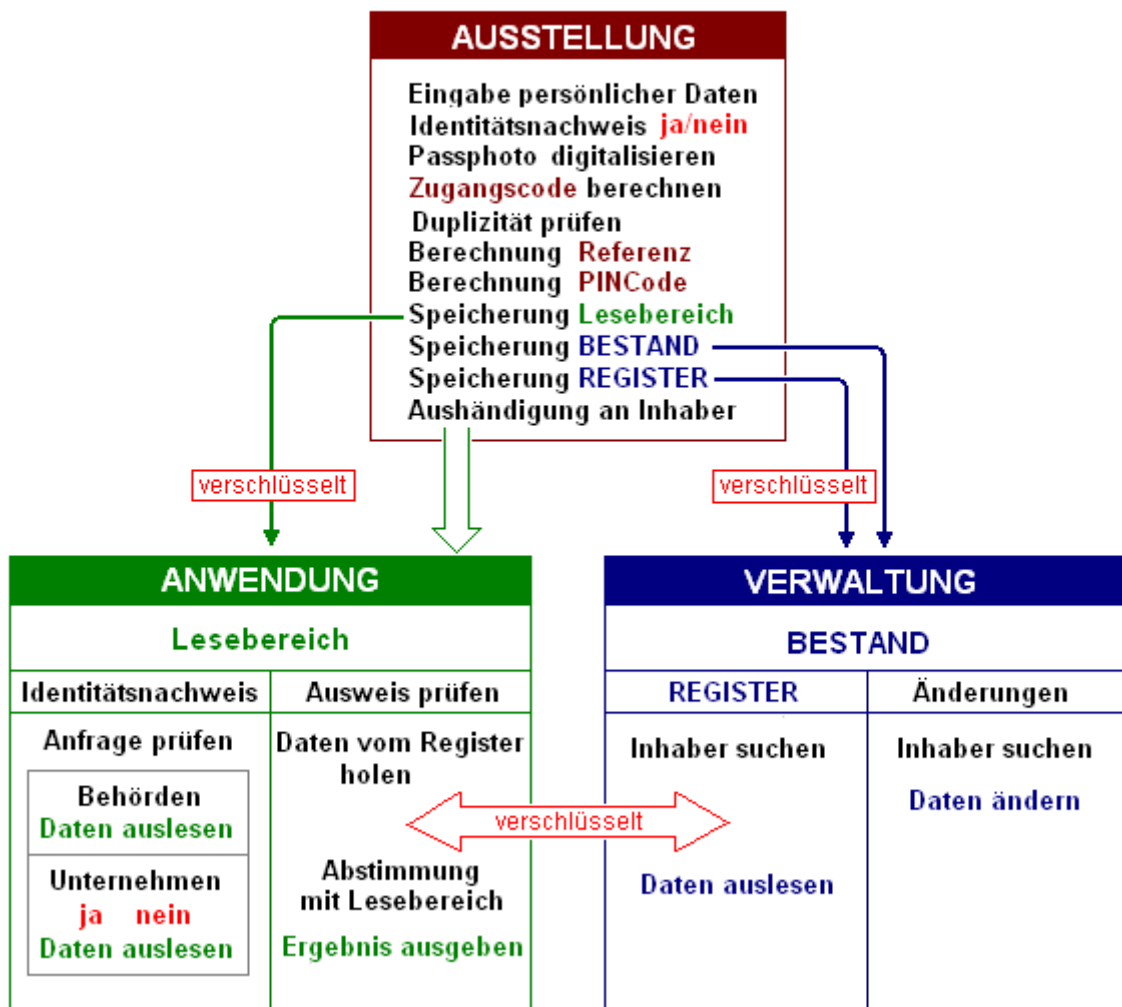 AUSSTELLUNG
Eingabe persönlicher Daten
Identitätsnachweis ja/nein
Passphoto digitalisieren
Zugangscode berechnen
Duplizität prüfen
Berechnung Referenz
Berechnung PINCode
Speicherung Lesebereich
Speicherung BESTAND
Speicherung REGISTER
Aushändigung an Inhaber
verschlüsselt
verschlüsselt
ANWENDUNG
Lesebereich
Identitätsnachweis
Anfrage prüfen
Behörden
Daten auslesen
Unternehmen
ja nein
Daten auslesen
Ausweis prüfen
Daten vom Register
holen
Abstimmung
mit Lesebereich
Ergebnis ausgeben
verschlüsselt
VERWALTUNG
BESTAND
REGISTER
Inhaber suchen
Daten auslesen
Änderungen
Inhaber suchen
Daten ändern